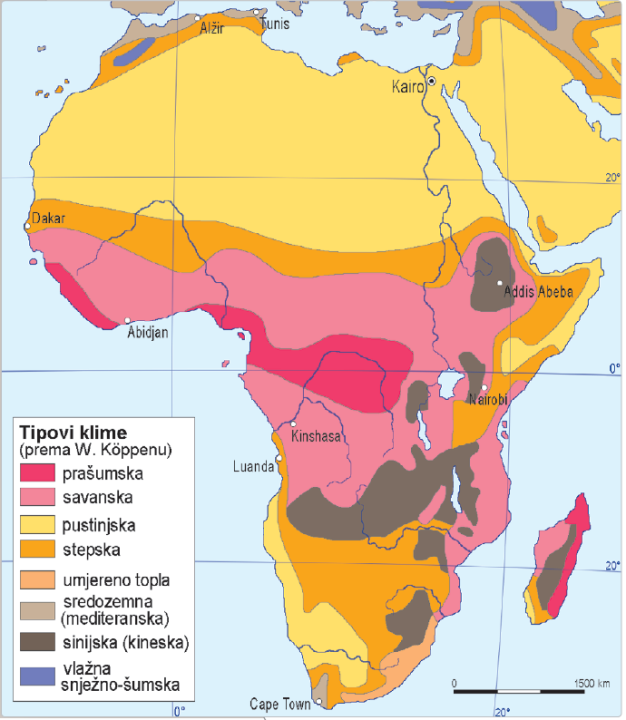 Alžir
Tunis
Kairo
20°
Dakar
Addis Abeba
Abidjan
0°
Nairobi
Kinshasa
Luanda
20°
Tipovi klime
(prema W. Köppenu)
prašumska
savanska
pustinjska
stepska
umjereno topla
sredozemna
(mediteranska)
sinijska (kineska)
vlažna
snježno-šumska
0
1500 km
Cape Town
0°
20°